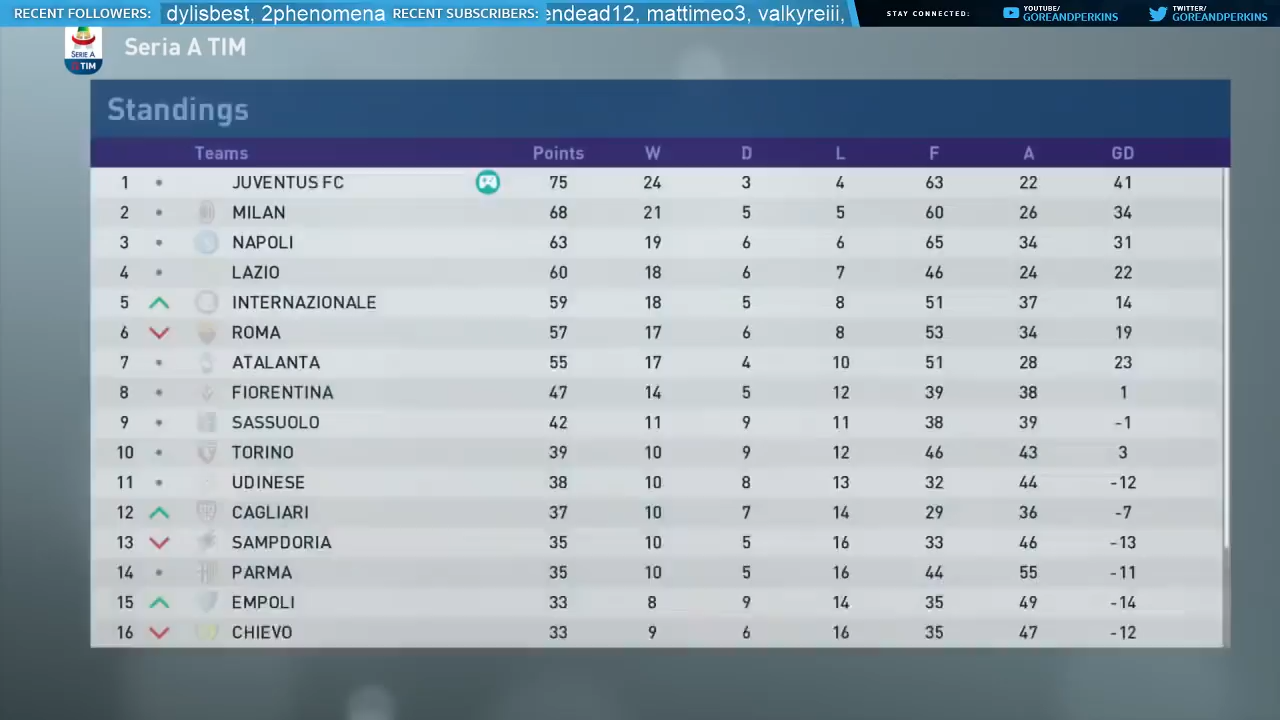 RECENT FOLLOWERS: dylisbest, 2phenomena RECENT SUBSCRIBERS: endead12, mattimeo3, valkyreiii, STAY CONNECTED: YOUTUBE/ GOREANDPERKINS TWITTER/ GOREANDPERKINS
SERIE A
TIM
Seria A TIM
Standings
Teams Points W D L F A GD
1 JUVENTUS FC 75 24 3 4 63 22 41
2 MILAN 68 21 5 5 60 26 34
3 NAPOLI 63 19 6 6 65 34 31
4 LAZIO 60 18 6 7 46 24 22
5 INTERNAZIONALE 59 18 5 8 51 37 14
6 ROMA 57 17 6 8 53 34 19
7 ATALANTA 55 17 4 10 51 28 23
8 FIORENTINA 47 14 5 12 39 38 1
9 SASSUOLO 42 11 9 11 38 39 -1
10 TORINO 39 10 9 12 46 43 3
11 UDINESE 38 10 8 13 32 44 -12
12 CAGLIARI 37 10 7 14 29 36 -7
13 SAMPDORIA 35 10 5 16 33 46 -13
14 PARMA 35 10 5 16 44 55 -11
15 EMPOLI 33 8 9 14 35 49 -14
16 CHIEVO 33 9 6 16 35 47 -12